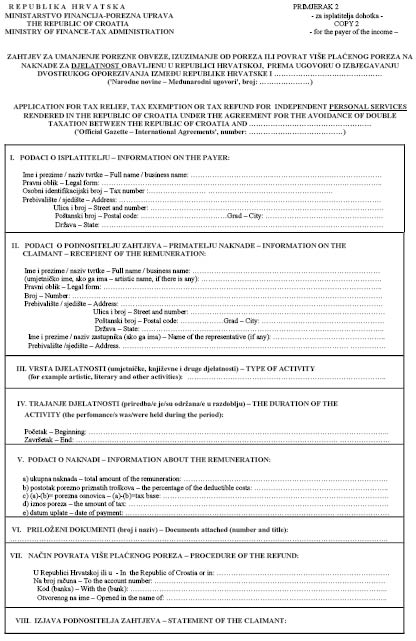 R E P U B L I K A   H R V A T S K A
MINISTARSTVO FINANCIJA-POREZNA UPRAVA
THE REPUBLIC OF CROATIA
MINISTRY OF FINANCE-TAX ADMINISTRATION
PRIMJERAK 2
- za isplatitelja dohotka -
COPY 2
- for the payer of the income –
ZAHTJEV ZA UMANJENJE POREZNE OBVEZE, IZUZIMANJE OD POREZA ILI POVRAT VIŠE PLAĆENOG POREZA NA
NAKNADE ZA DJELATNOST OBAVLJENU U REPUBLICI HRVATSKOJ, PREMA UGOVORU O IZBJEGAVANJU
DVOSTRUKOG OPOREZIVANJA IZMEĐU REPUBLIKE HRVATSKE I ……………………………………
('Narodne novine – Međunarodni ugovori', broj: …………………)
APPLICATION FOR TAX RELIEF, TAX EXEMPTION OR TAX REFUND FOR INDEPENDENT PERSONAL SERVICES
RENDERED IN THE REPUBLIC OF CROATIA UNDER THE AGREEMENT FOR THE AVOIDANCE OF DOUBLE
TAXATION BETWEEN THE REPUBLIC OF CROATIA AND ……………………………………
('Official Gazette – International Agreements', number: …………………………………)
I. PODACI O ISPLATITELJU – INFORMATION ON THE PAYER:
Ime i prezime / naziv tvrtke – Full name / business name: ……………………………………
Pravni oblik – Legal form: ……………………………………
Osobni identifikacijski broj – Tax number :……………………………………
Prebivalište / sjedište – Address: ……………………………………
Ulica i broj – Street and number: ……………………………………
Poštanski broj – Postal code: ……………………………Grad – City: ……………………………
Država – State: ……………………………………
II. PODACI O PODNOSITELJU ZAHTJEVA – PRIMATELJU NAKNADE – INFORMATION ON THE
CLAIMANT – RECEPIENT OF THE REMUNERATION:
Ime i prezime / naziv tvrtke – Full name / business name: ……………………………………
(umjetničko ime, ako ga ima – artistic name, if there is any): ……………………………………
Pravni oblik – Legal form: ……………………………………
Broj – Number: ……………………………………
Prebivalište / sjedište – Address:
Ulica i broj – Street and number: ……………………………………
Poštanski broj – Postal code: ………………Grad – City: ……………………………
Država – State: ……………………………………
Ime i prezime / naziv zastupnika (ako ga ima) – Name of the representative (if any): ……………………………
Prebivalište /sjedište – Address. ……………………………………
III. VRSTA DJELATNOSTI (umjetničke, književne i druge djelatnosti) – TYPE OF ACTIVITY
(for example artistic, literary and other activities): ……………………………………
IV. TRAJANJE DJELATNOSTI (priredba/e je/su održana/e u razdoblju) – THE DURATION OF THE
ACTIVITY (the perfomance/s was/were held during the period):
Početak – Beginning: ……………………………………
Završetak – End: ……………………………………
V. PODACI O NAKNADI – INFORMATION ABOUT THE REMUNERATION:
a) ukupna naknada – total amount of the remuneration: ……………………………………
b) postotak porezno priznatih troškova – the percentage of the deductible costs: ……………………………
c) (a)-(b)= porezna osnovica – (a)-(b)=tax base: ……………………………………
d) iznos poreza – the amount of tax: ……………………………………
e) datum uplate – date of payment: ……………………………………
VI. PRILOŽENI DOKUMENTI (broj i naziv) – Documents attached (number and title):
……………………………………
VII. NAČIN POVRATA VIŠE PLAĆENOG POREZA – PROCEDURE OF THE REFUND:
U Republici Hrvatskoj ili u - In the Republic of Croatia or in: ……………………………………
Na broj računa – To the account number: ……………………………………
Kod (banka) – With the (bank): ……………………………………
Otvorenog na ime – Opened in the name of: ……………………………………
VIII. IZJAVA PODNOSITELJA ZAHTJEVA – STATEMENT OF THE CLAIMANT: